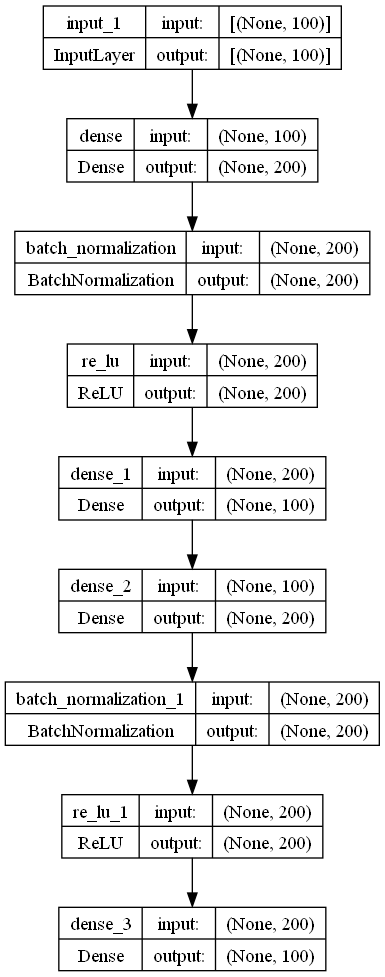 input_1 input: [(None, 100)]
InputLayer output: [(None, 100)]
dense input: (None, 100)
Dense output: (None, 200)
batch_normalization input: (None, 200)
BatchNormalization output: (None, 200)
re_lu input: (None, 200)
ReLU output: (None, 200)
dense_1 input: (None, 200)
Dense output: (None, 100)
dense_2 input: (None, 100)
Dense output: (None, 200)
batch_normalization_1 input: (None, 200)
BatchNormalization output: (None, 200)
re_lu_1 input: (None, 200)
ReLU output: (None, 200)
dense_3 input: (None, 200)
Dense output: (None, 100)